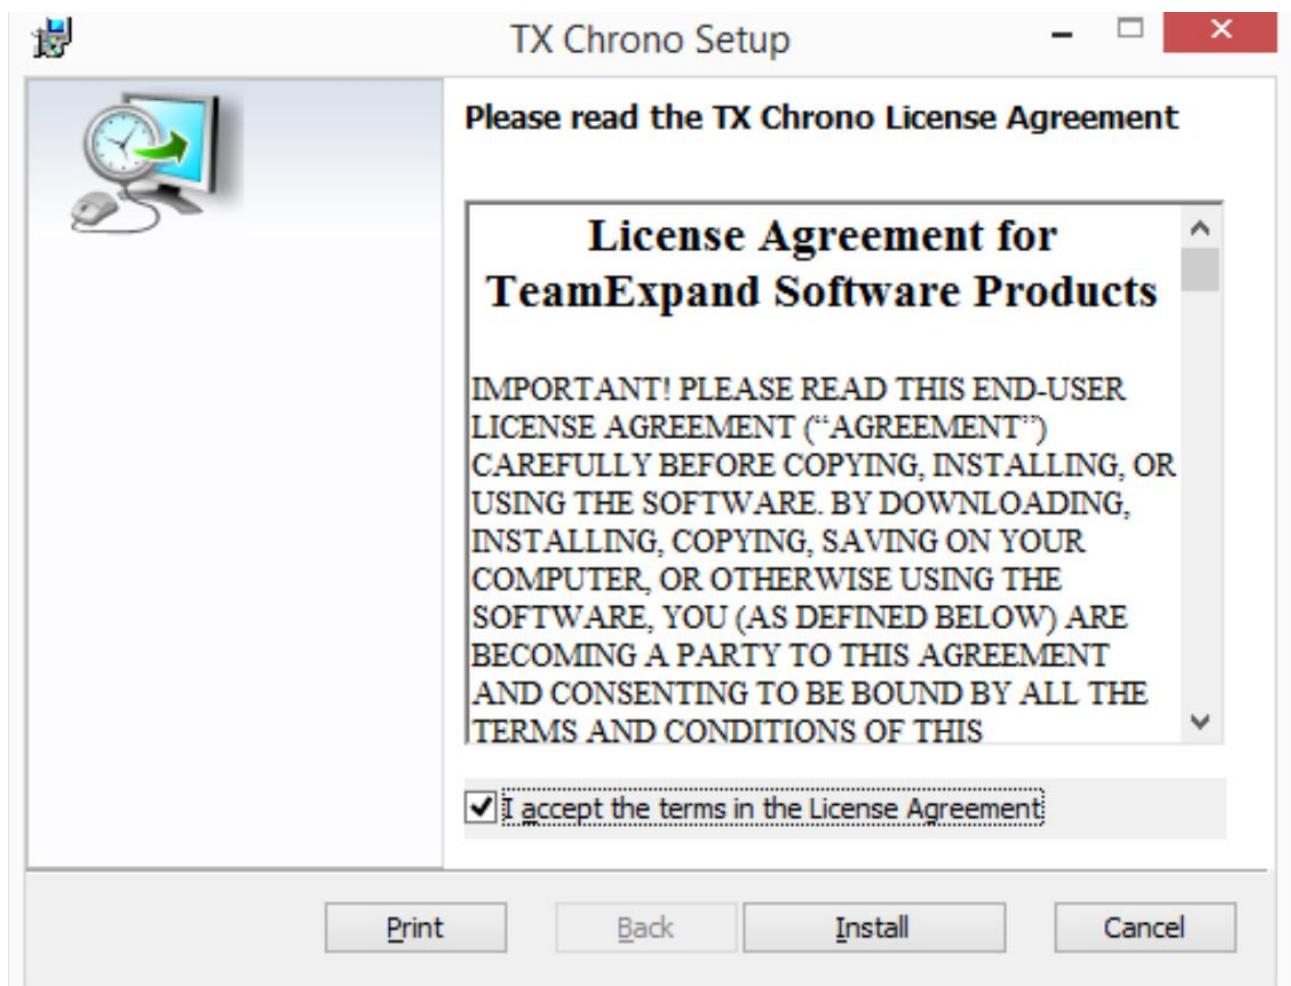 TX Chrono Setup
Please read the TX Chrono License Agreement
License Agreement for
TeamExpand Software Products
IMPORTANT! PLEASE READ THIS END-USER
LICENSE AGREEMENT (“AGREEMENT”)
CAREFULLY BEFORE COPYING, INSTALLING, OR
USING THE SOFTWARE. BY DOWNLOADING,
INSTALLING, COPYING, SAVING ON YOUR
COMPUTER, OR OTHERWISE USING THE
SOFTWARE, YOU (AS DEFINED BELOW) ARE
BECOMING A PARTY TO THIS AGREEMENT
AND CONSENTING TO BE BOUND BY ALL THE
TERMS AND CONDITIONS OF THIS
I accept the terms in the License Agreement
Print Back Install Cancel